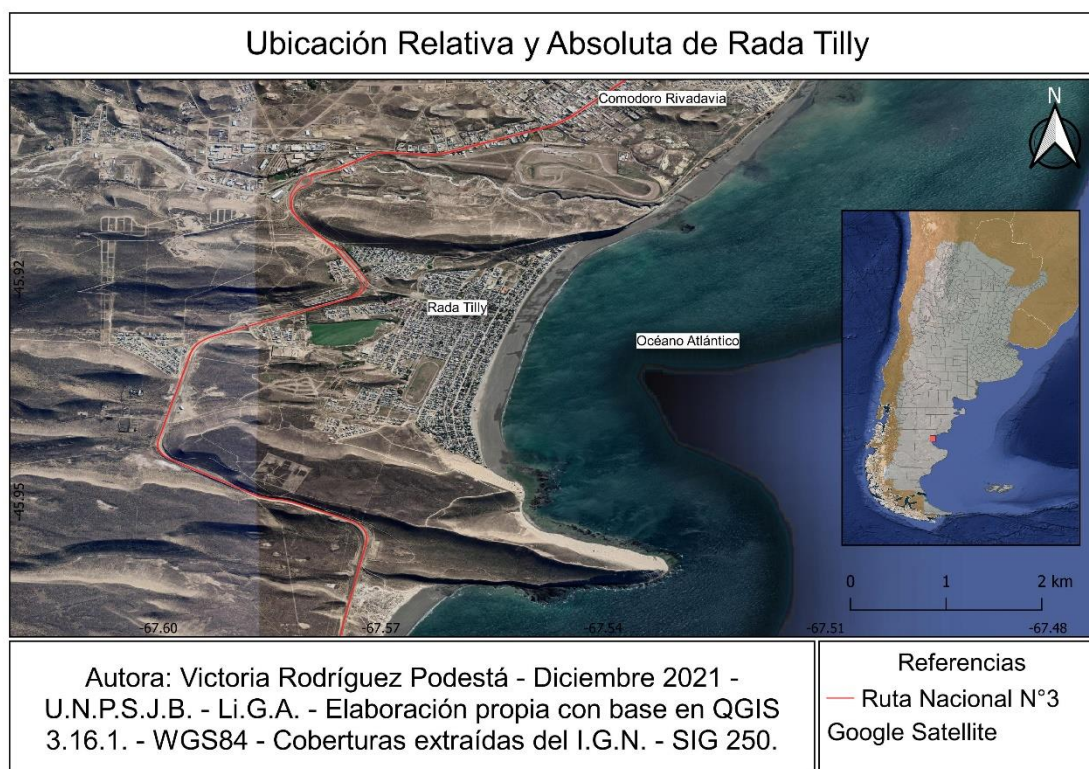 Ubicación Relativa y Absoluta de Rada Tilly
Comodoro Rivadavia
N
-45.92
Rada Tilly
Océano Atlántico
-45.95
0 1 2 km
-67.60 -67.57 -67.54 -67.51 -67.48
Autora: Victoria Rodríguez Podestá - Diciembre 2021 -
U.N.P.S.J.B. - Li.G.A. - Elaboración propia con base en QGIS
3.16.1. - WGS84 - Coberturas extraídas del I.G.N. - SIG 250.
Referencias
Ruta Nacional N°3
Google Satellite